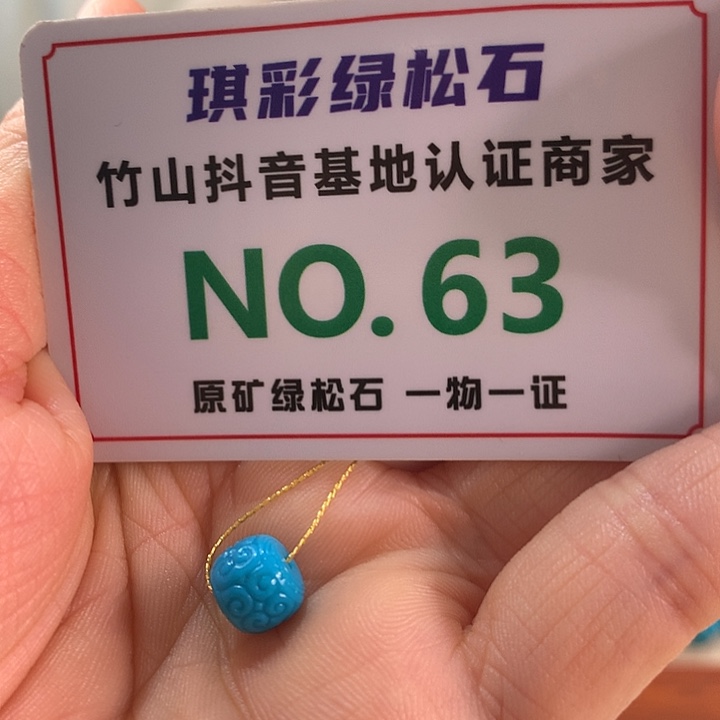 琪彩绿松石
竹山抖音基地认证商家
NO.63
原矿绿松石 一物一证